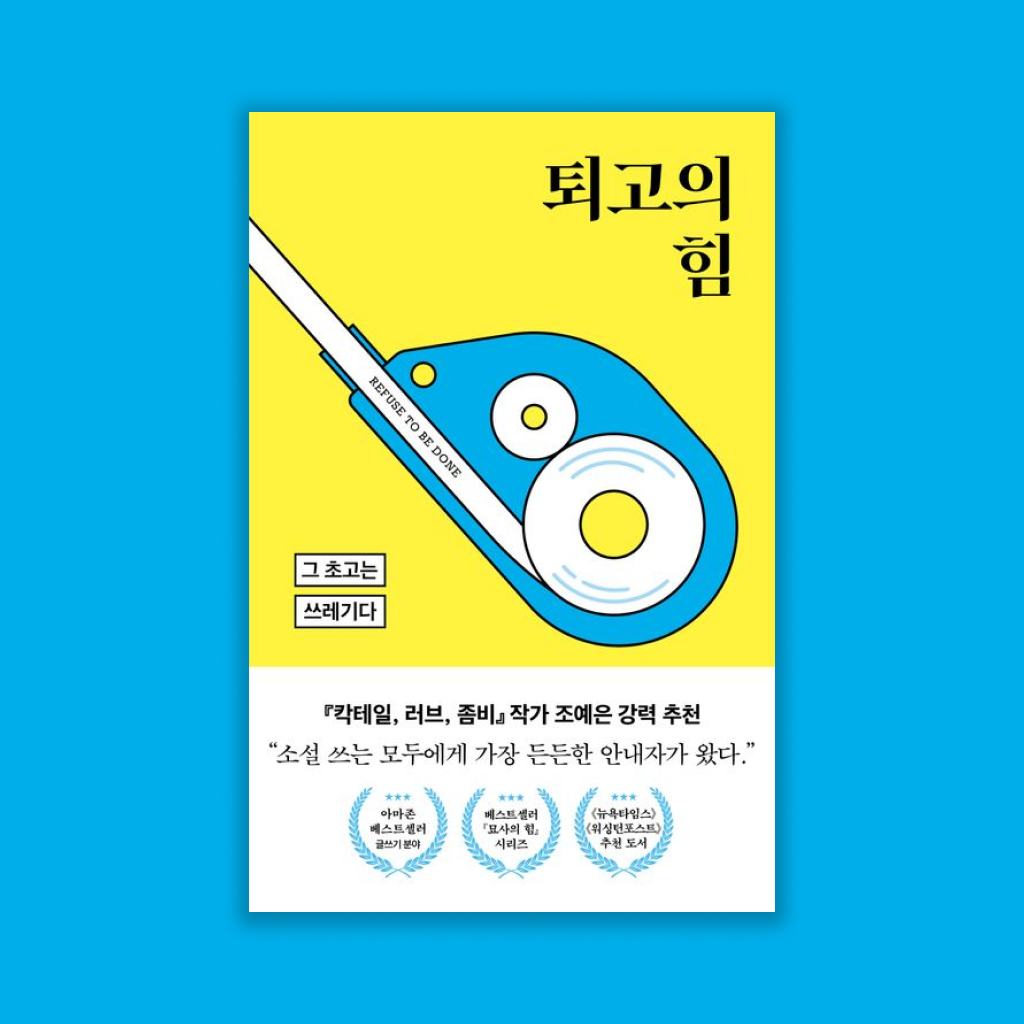 퇴고의
힘
REFUSE TO BE DONE
그 초고는
쓰레기다
『칵테일, 러브, 좀비』 작가 조예은 강력 추천
“소설 쓰는 모두에게 가장 든든한 안내자가 왔다.”
아마존
베스트셀러
글쓰기 분야
베스트셀러
『묘사의 힘』
시리즈
《뉴욕타임스》
《워싱턴포스트》
추천 도서